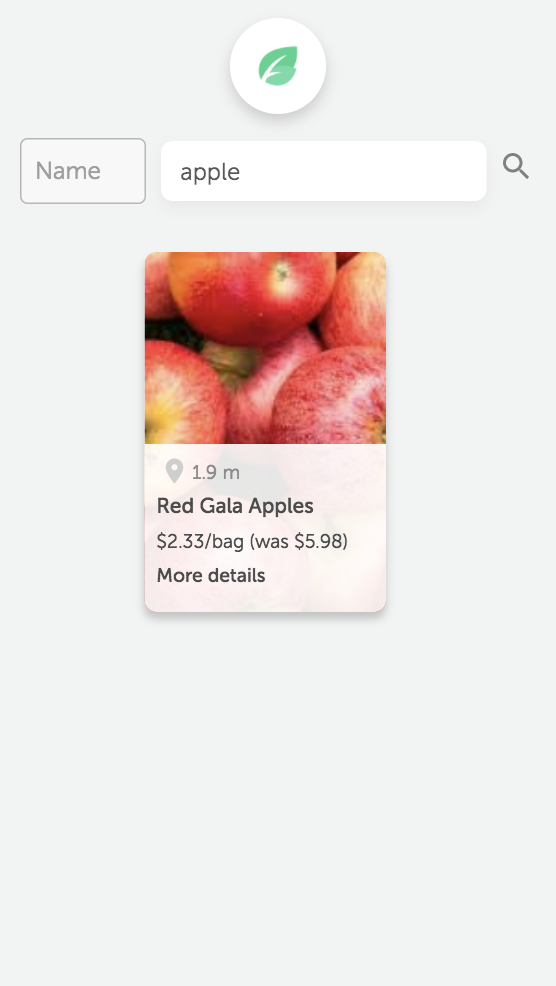 Name
apple
1.9 m
Red Gala Apples
$2.33/bag (was $5.98)
More details